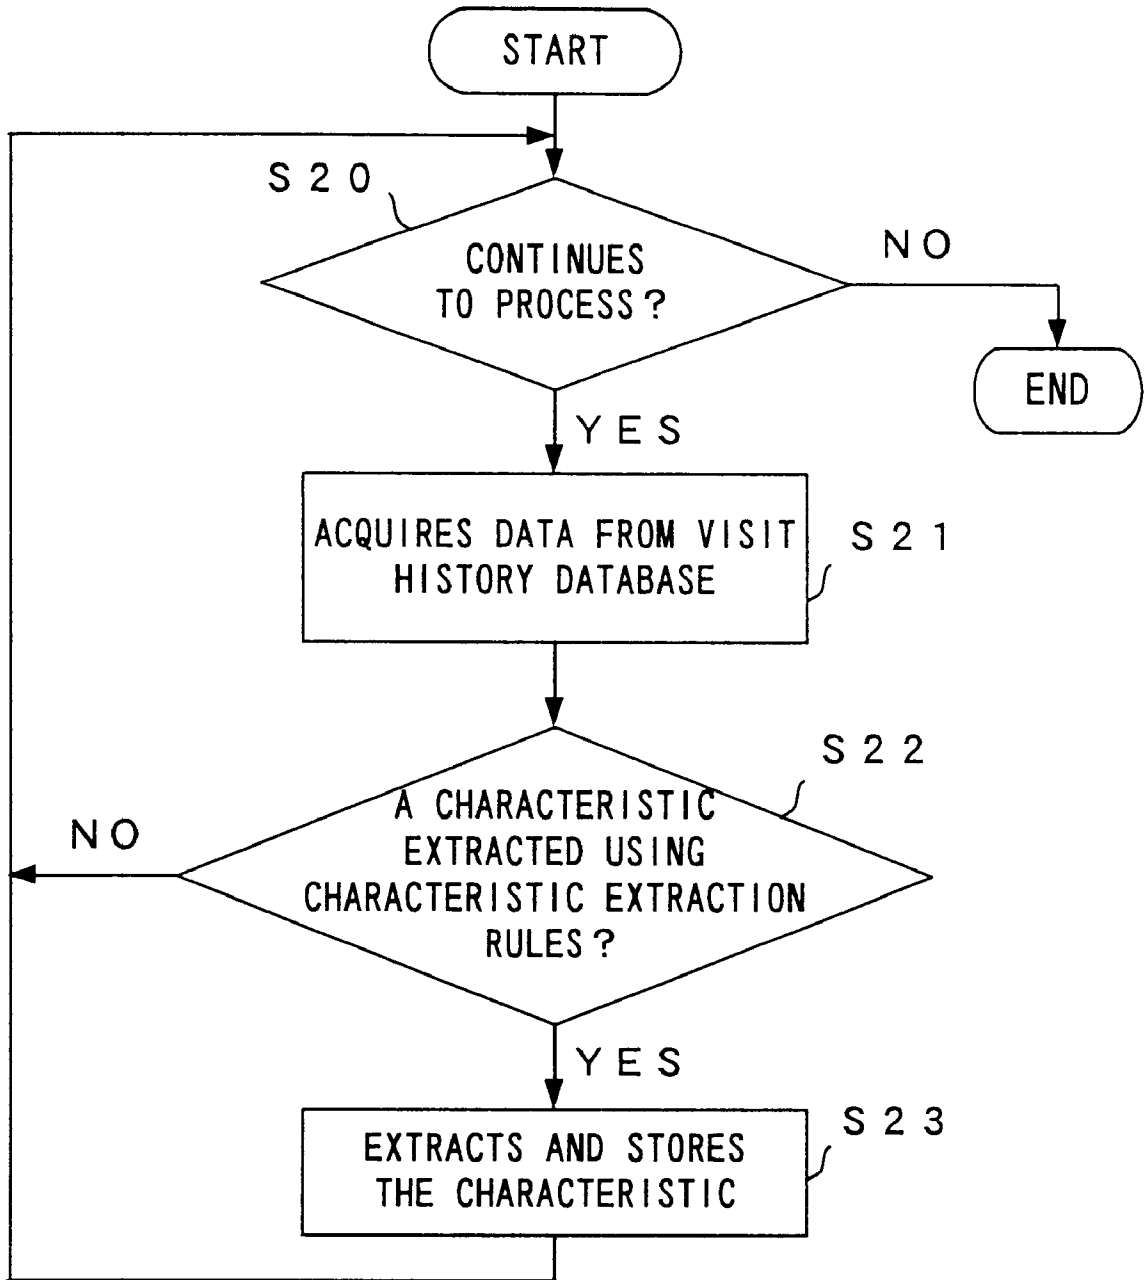 START
S20
CONTINUES
TO PROCESS?
NO
END
YES
ACQUIRES DATA FROM VISIT
HISTORY DATABASE
S21
S22
A CHARACTERISTIC
EXTRACTED USING
CHARACTERISTIC EXTRACTION
RULES?
NO
YES
S23
EXTRACTS AND STORES
THE CHARACTERISTIC